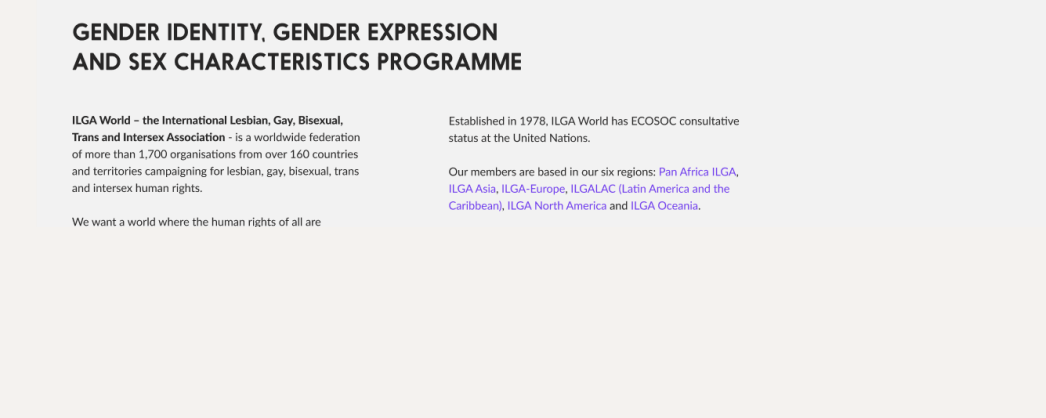 GENDER IDENTITY, GENDER EXPRESSION
AND SEX CHARACTERISTICS PROGRAMME
ILGA World – the International Lesbian, Gay, Bisexual,
Trans and Intersex Association - is a worldwide federation
of more than 1,700 organisations from over 160 countries
and territories campaigning for lesbian, gay, bisexual, trans
and intersex human rights.
We want a world where the human rights of all are
Established in 1978, ILGA World has ECOSOC consultative
status at the United Nations.
Our members are based in our six regions: Pan Africa ILGA,
ILGA Asia, ILGA-Europe, ILGALAC (Latin America and the
Caribbean), ILGA North America and ILGA Oceania.